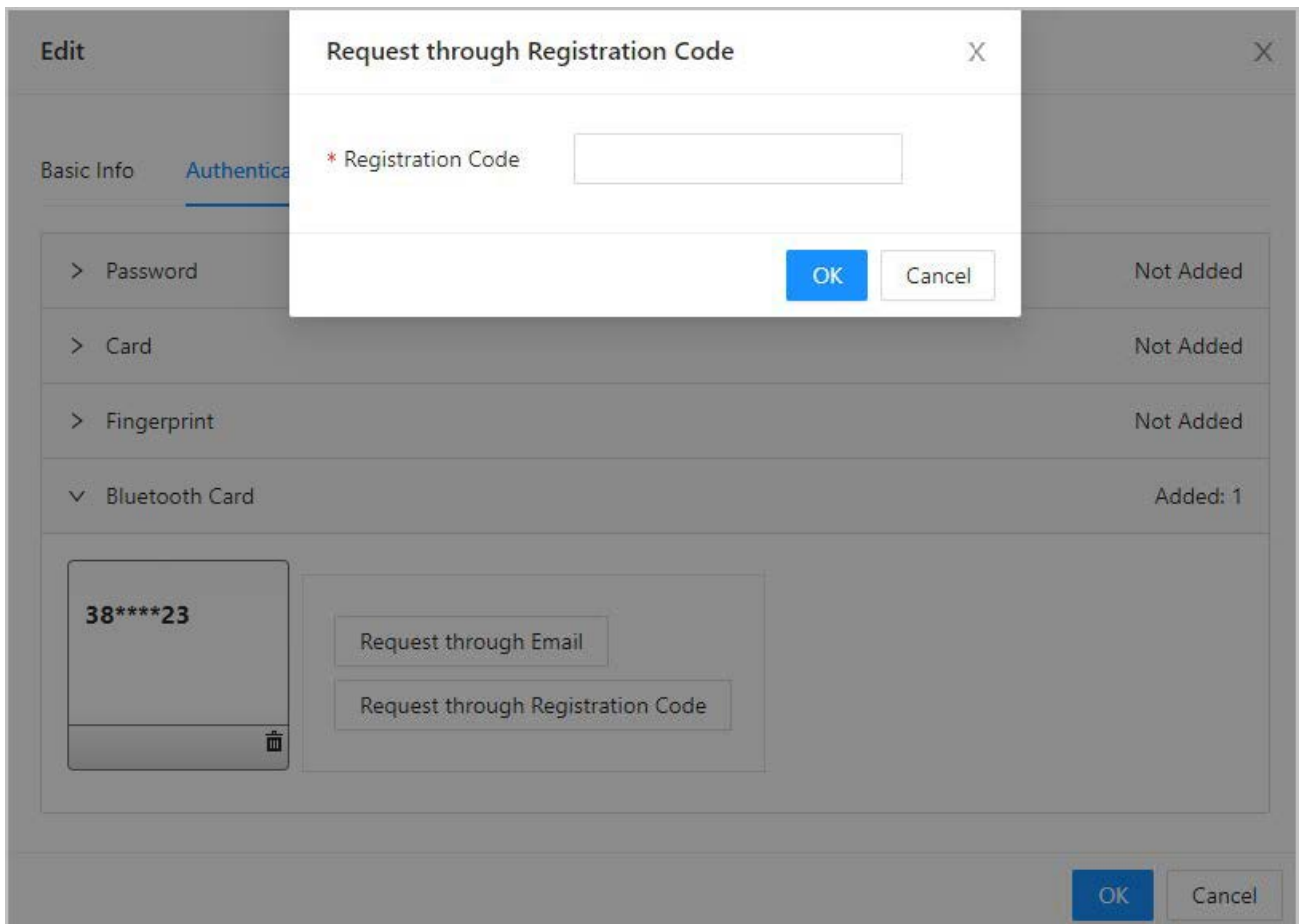 Edit
Request through Registration Code
X
X
* Registration Code
Basic Info
Authentica
OK
Cancel
> Password
Not Added
> Card
Not Added
> Fingerprint
Not Added
Bluetooth Card
Added: 1
38****23
Request through Email
Request through Registration Code
OK
Cancel